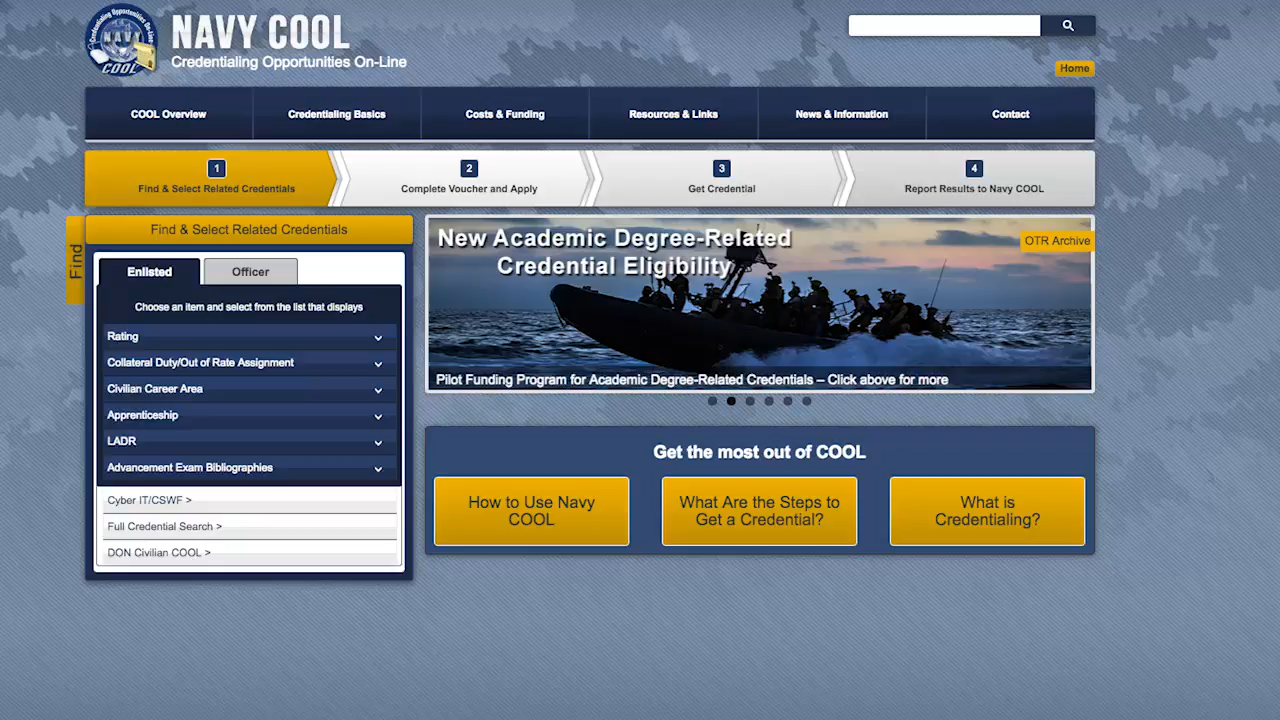 NAVY COOL
Credentialing Opportunities On-Line
Credentialing Opportunities On-Line
NAVY
COOL
Home
COOL Overview
Credentialing Basics
Costs & Funding
Resources & Links
News & Information
Contact
1
Find & Select Related Credentials
2
Complete Voucher and Apply
3
Get Credential
4
Report Results to Navy COOL
Find
Find & Select Related Credentials
Enlisted
Officer
Choose an item and select from the list that displays
Rating
Collateral Duty/Out of Rate Assignment
Civilian Career Area
Apprenticeship
LADR
Advancement Exam Bibliographies
Cyber IT/CSWF >
Full Credential Search >
DON Civilian COOL >
New Academic Degree-Related
Credential Eligibility
OTR Archive
Pilot Funding Program for Academic Degree-Related Credentials – Click above for more
Get the most out of COOL
How to Use Navy
COOL
What Are the Steps to
Get a Credential?
What is
Credentialing?